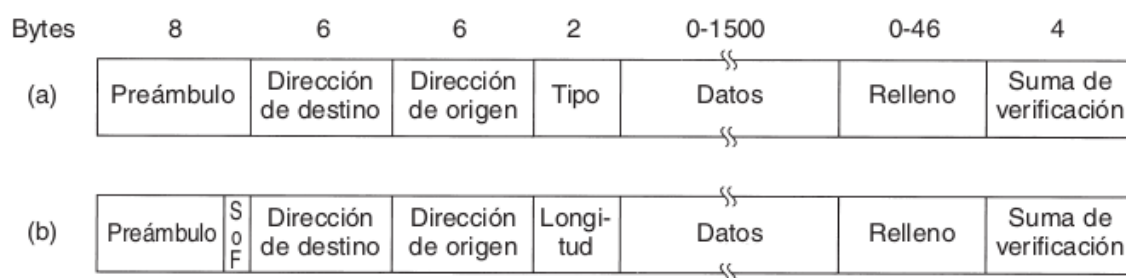 Bytes 8 6 6 2 0-1500 0-46 4
(a) Preámbulo Dirección de destino Dirección de origen Tipo Datos Relleno Suma de verificación
(b) Preámbulo SoF Dirección de destino Dirección de origen Longi-tud Datos Relleno Suma de verificación